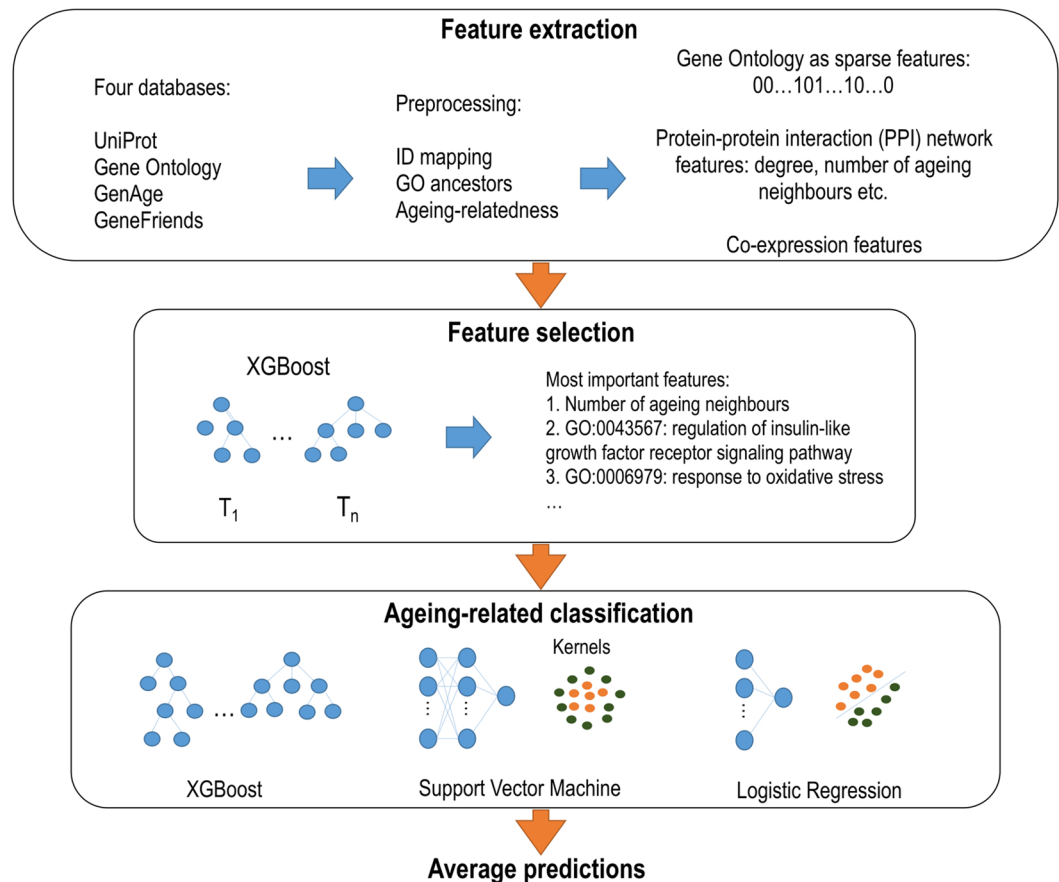 Feature extraction
Four databases:
UniProt
Gene Ontology
GenAge
GeneFriends
Preprocessing:
ID mapping
GO ancestors
Ageing-relatedness
Gene Ontology as sparse features:
00…101…10…0
Protein-protein interaction (PPI) network
features: degree, number of ageing
neighbours etc.
Co-expression features
Feature selection
XGBoost
…
T₁
Tₙ
Most important features:
1. Number of ageing neighbours
2. GO:0043567: regulation of insulin-like
growth factor receptor signaling pathway
3. GO:0006979: response to oxidative stress
…
Ageing-related classification
…
XGBoost
Kernels
Support Vector Machine
Logistic Regression
Average predictions